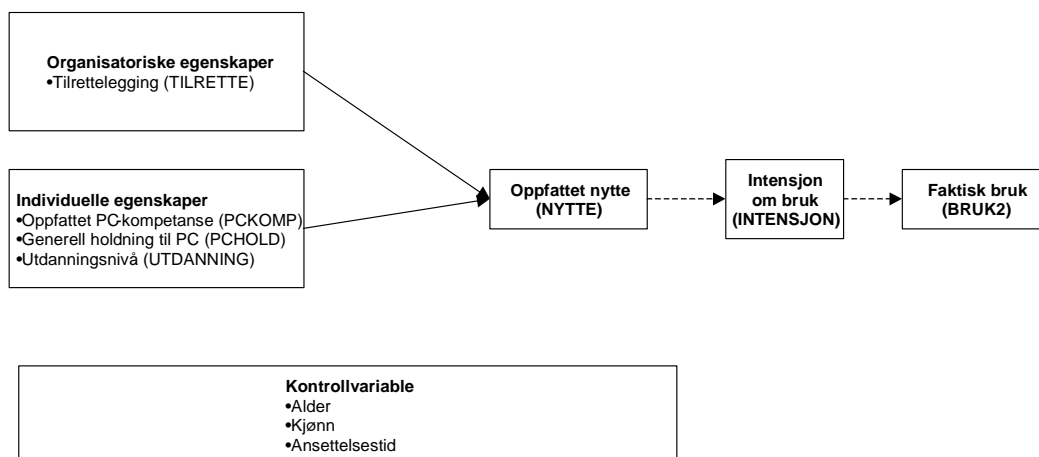 Organisatoriske egenskaper
•Tilrettelegging (TILRETTE)
Individuelle egenskaper
•Oppfattet PC-kompetanse (PCKOMP)
•Generell holdning til PC (PCHOLD)
•Utdanningsnivå (UTDANNING)
Oppfattet nytte
(NYTTE)
Intensjon
om bruk
(INTENSJON)
Faktisk bruk
(BRUK2)
Kontrollvariable
•Alder
•Kjønn
•Ansettelsestid